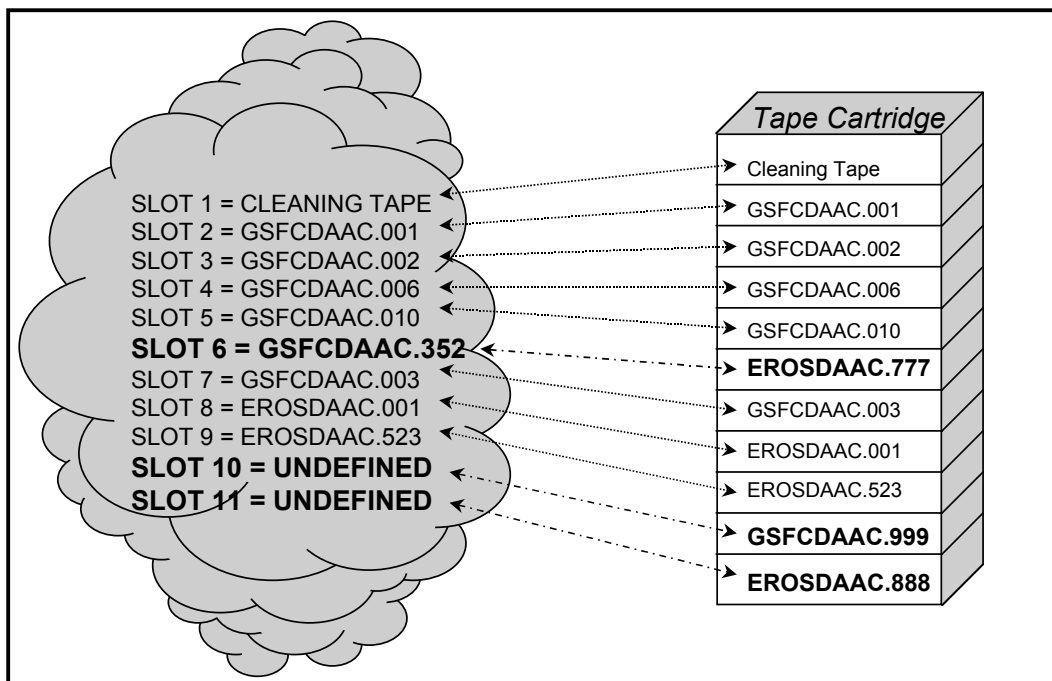 SLOT 1 = CLEANING TAPE
SLOT 2 = GSFCDAAC.001
SLOT 3 = GSFCDAAC.002
SLOT 4 = GSFCDAAC.006
SLOT 5 = GSFCDAAC.010
SLOT 6 = GSFCDAAC.352
SLOT 7 = GSFCDAAC.003
SLOT 8 = EROSDAAC.001
SLOT 9 = EROSDAAC.523
SLOT 10 = UNDEFINED
SLOT 11 = UNDEFINED
Tape Cartridge
Cleaning Tape
GSFCDAAC.001
GSFCDAAC.002
GSFCDAAC.006
GSFCDAAC.010
EROSDAAC.777
GSFCDAAC.003
EROSDAAC.001
EROSDAAC.523
GSFCDAAC.999
EROSDAAC.888